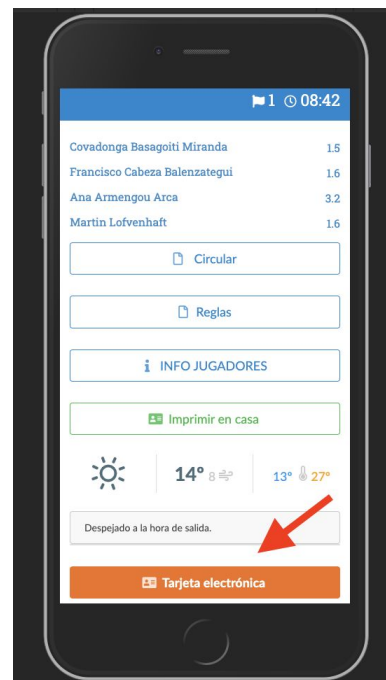 1 08:42
Covadonga Basagoiti Miranda 1.5
Francisco Cabeza Balenzategui 1.6
Ana Armengou Arca 3.2
Martin Lofvenhaft 1.6
Circular
Reglas
INFO JUGADORES
Imprimir en casa
14° 8 13° 27°
Despejado a la hora de salida.
Tarjeta electrónica